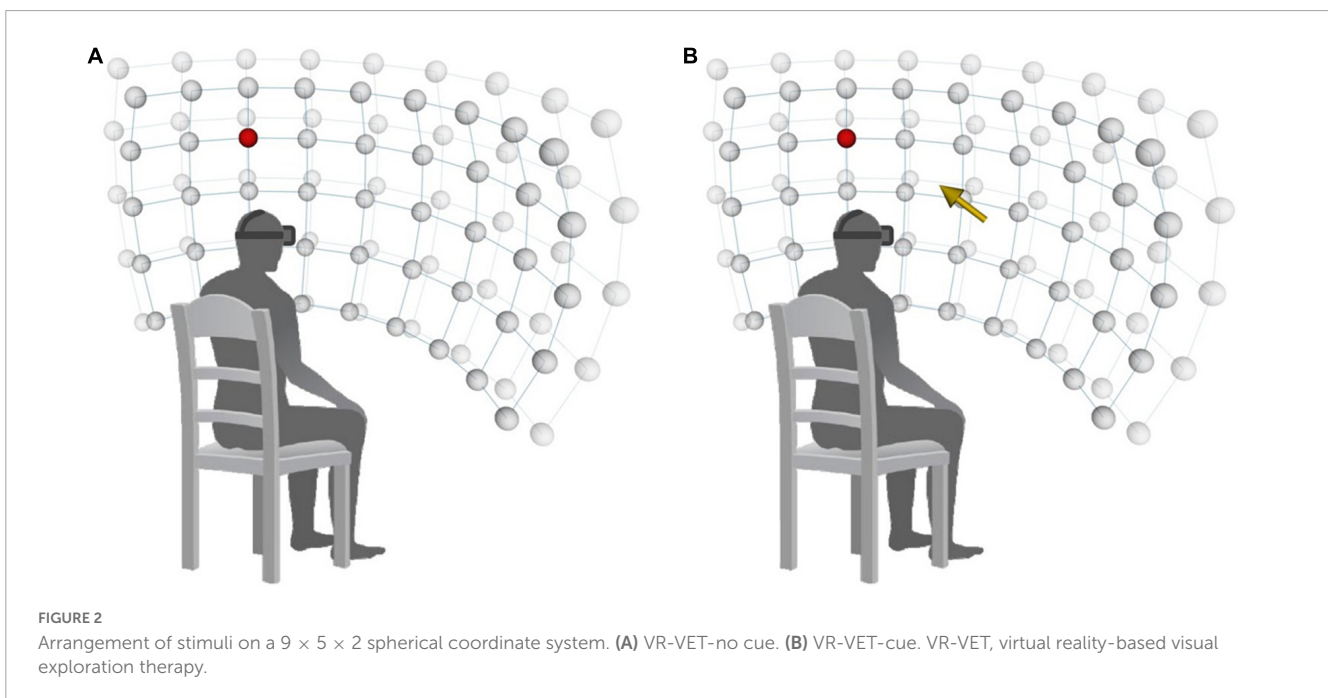 A
B
FIGURE 2
Arrangement of stimuli on a 9 × 5 × 2 spherical coordinate system. (A) VR-VET-no cue. (B) VR-VET-cue. VR-VET, virtual reality-based visual
exploration therapy.